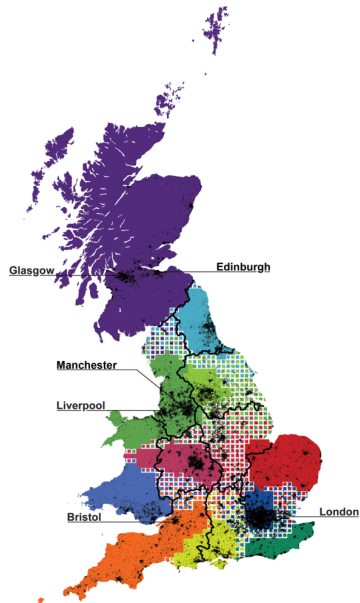 Glasgow
Edinburgh
Manchester
Liverpool
London
Bristol